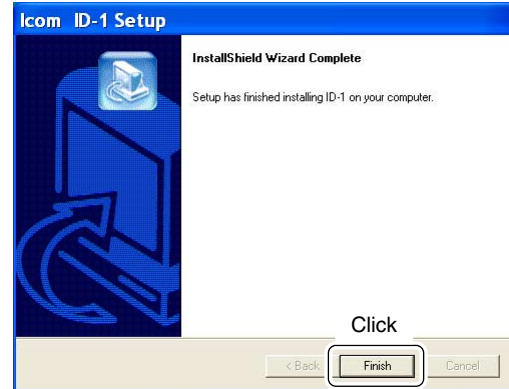 Icom ID-1 Setup
InstallShield Wizard Complete
Setup has finished installing ID-1 on your computer.
Click
< Back
Finish
Cancel